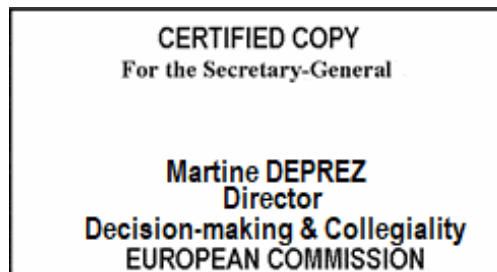 CERTIFIED COPY
For the Secretary-General
Martine DEPREZ
Director
Decision-making & Collegiality
EUROPEAN COMMISSION